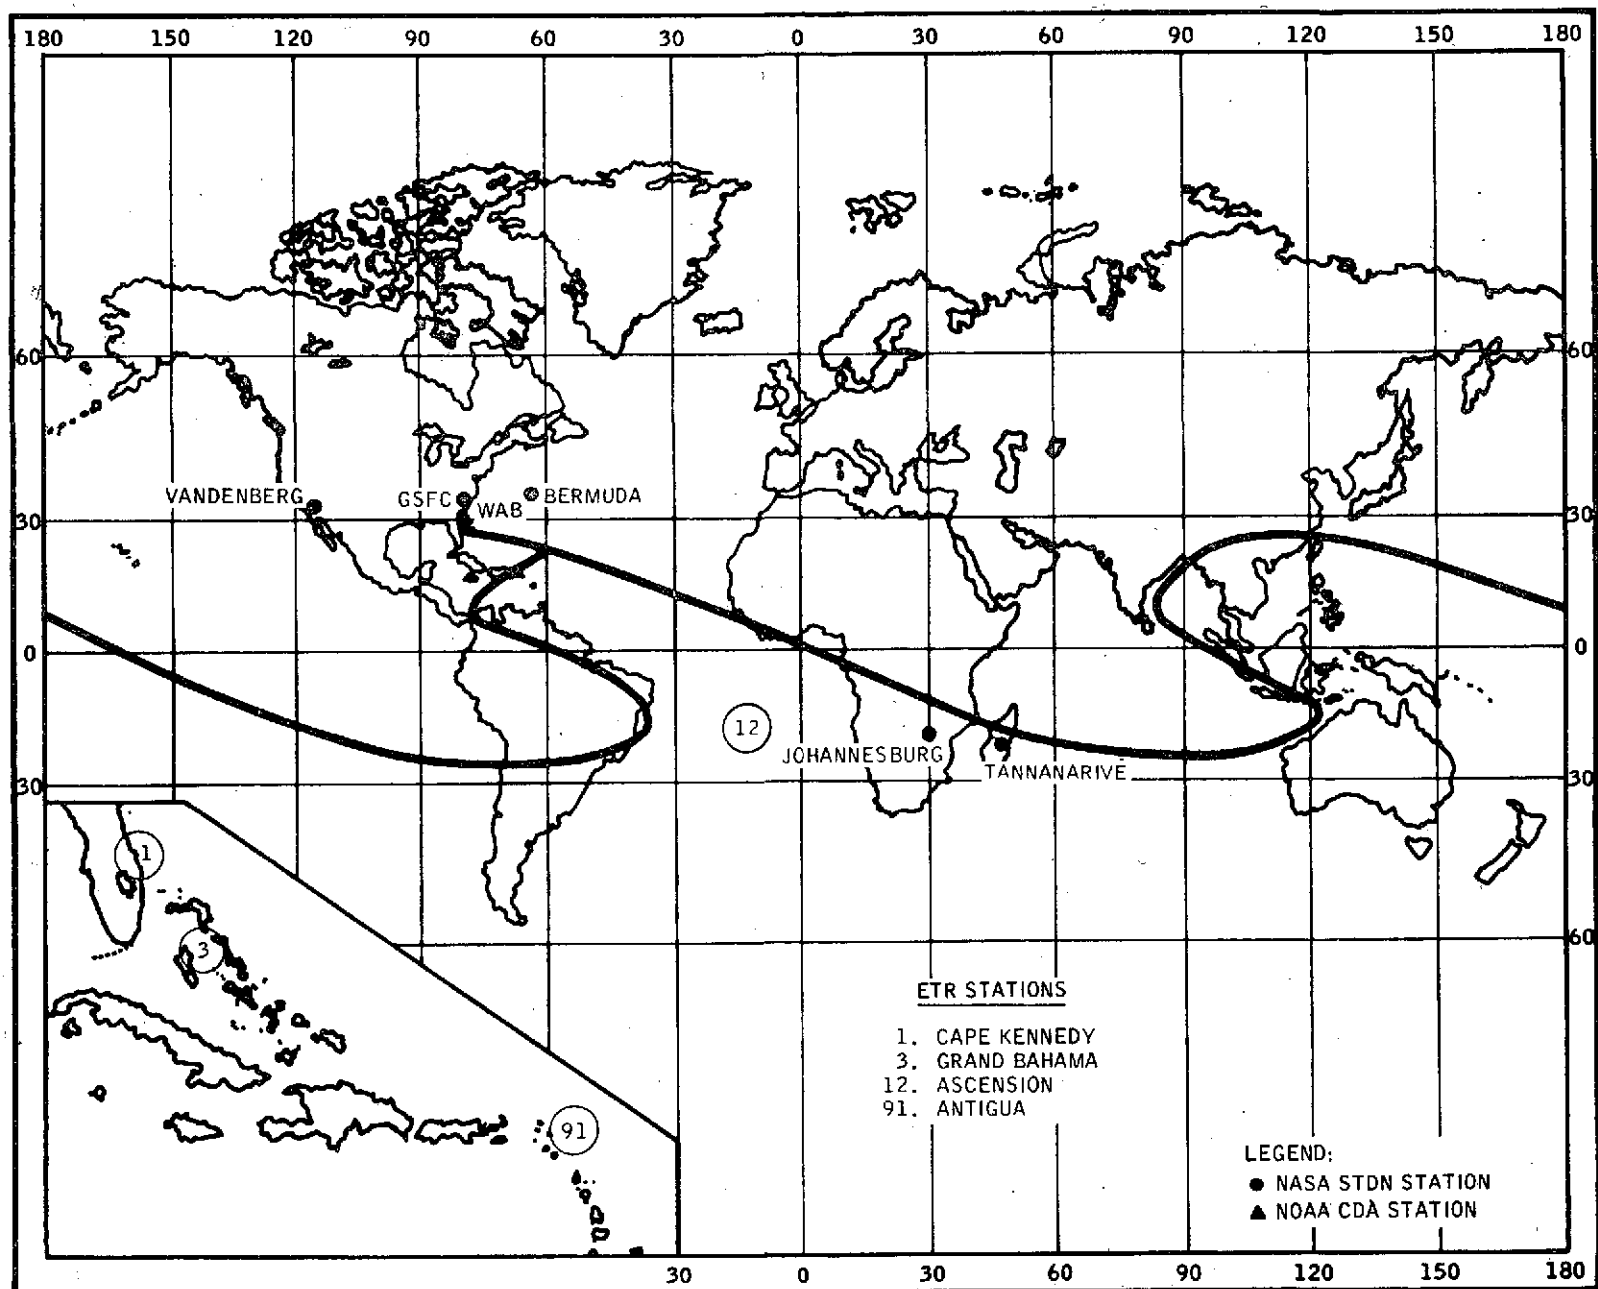 180 150 120 90 60 30 0 30 60 90 120 150 180
60 60
VANDENBERG GSFC WAB BERMUDA
30 30
0 0
12
JOHANNESBURG
TANNANARIVE
30 30
1
3
60
91
ETR STATIONS
1. CAPE KENNEDY
3. GRAND BAHAMA
12. ASCENSION
91. ANTIGUA
LEGEND:
● NASA STDN STATION
▲ NOAA CDA STATION
30 0 30 60 90 120 150 180